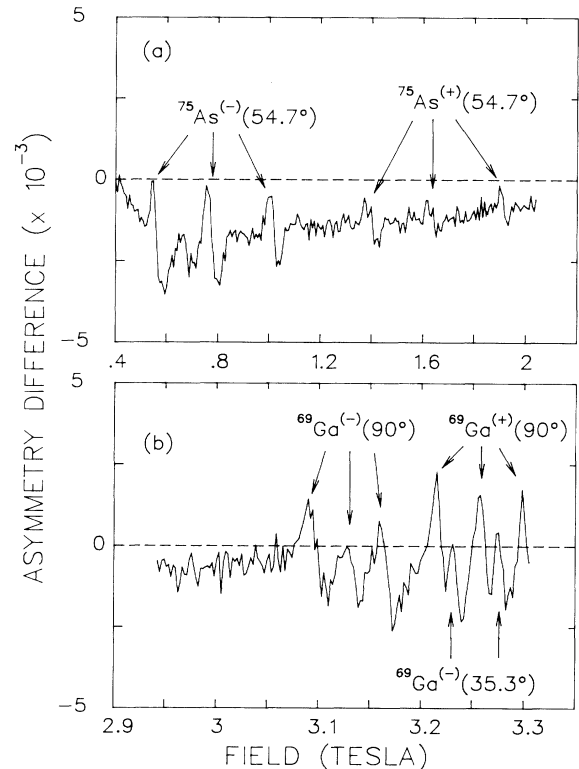 ASYMMETRY DIFFERENCE (x 10⁻³)
5
(a)
⁷⁵As⁽⁻⁾(54.7°)
⁷⁵As⁽⁺⁾(54.7°)
0
-5
.4
.8
1.2
1.6
2
5
(b)
⁶⁹Ga⁽⁻⁾(90°)
⁶⁹Ga⁽⁺⁾(90°)
0
⁶⁹Ga⁽⁻⁾(35.3°)
-5
2.9
3
3.1
3.2
3.3
FIELD (TESLA)